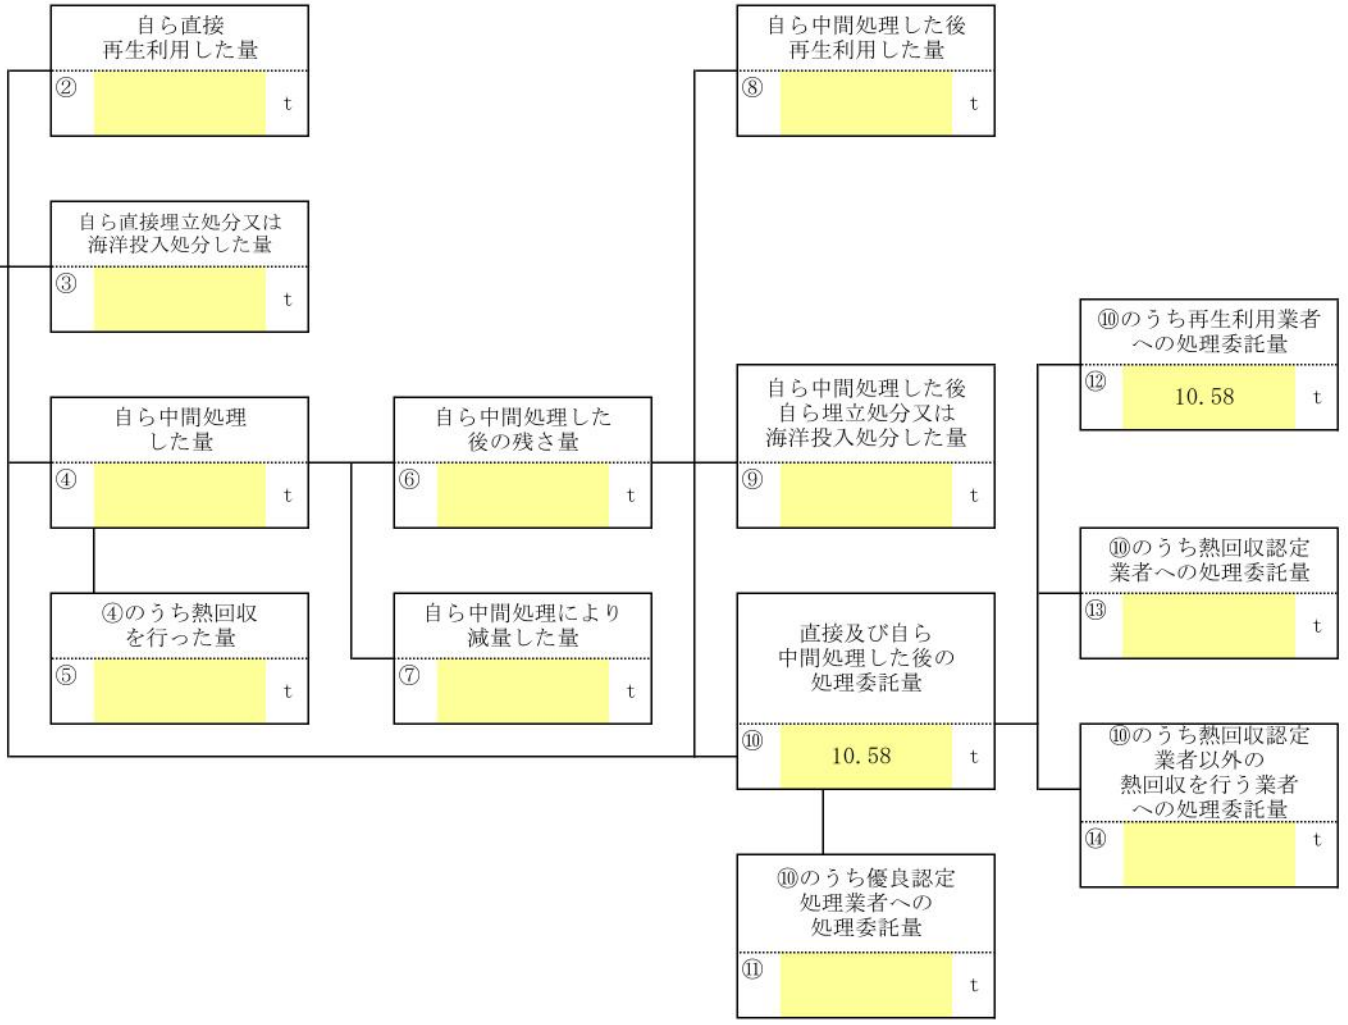 自ら直接
再生利用した量
②
t
自ら中間処理した後
再生利用した量
⑧
t
自ら直接埋立処分又は
海洋投入処分した量
③
t
⑩のうち再生利用業者
への処理委託量
⑫
10.58
t
自ら中間処理
した量
④
t
自ら中間処理した
後の残さ量
⑥
t
自ら中間処理した後
自ら埋立処分又は
海洋投入処分した量
⑨
t
⑩のうち熱回収認定
業者への処理委託量
⑬
t
④のうち熱回収
を行った量
⑤
t
自ら中間処理により
減量した量
⑦
t
直接及び自ら
中間処理した後の
処理委託量
⑩
10.58
t
⑩のうち熱回収認定
業者以外の
熱回収を行う業者
への処理委託量
⑭
t
⑩のうち優良認定
処理業者への
処理委託量
⑪
t